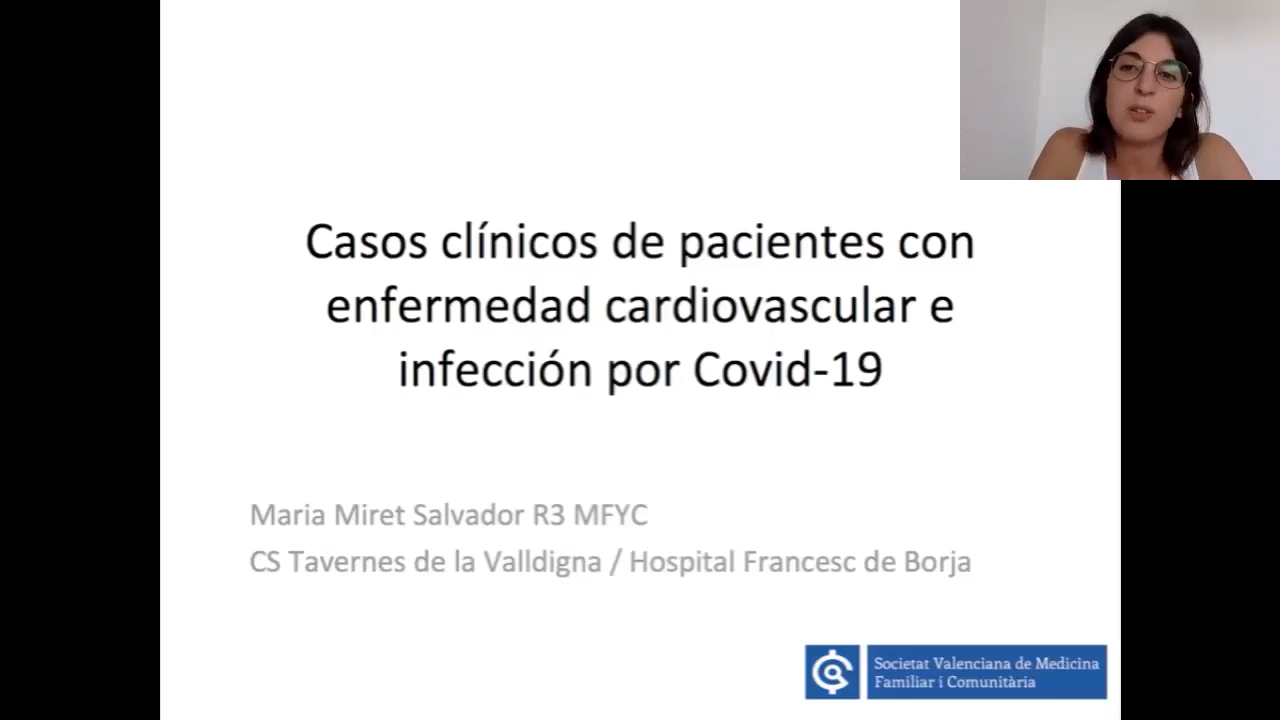 Casos clínicos de pacientes con
enfermedad cardiovascular e
infección por Covid-19
Maria Miret Salvador R3 MFYC
CS Tavernes de la Valldigna / Hospital Francesc de Borja
Societat Valenciana de Medicina
Familiar i Comunitària